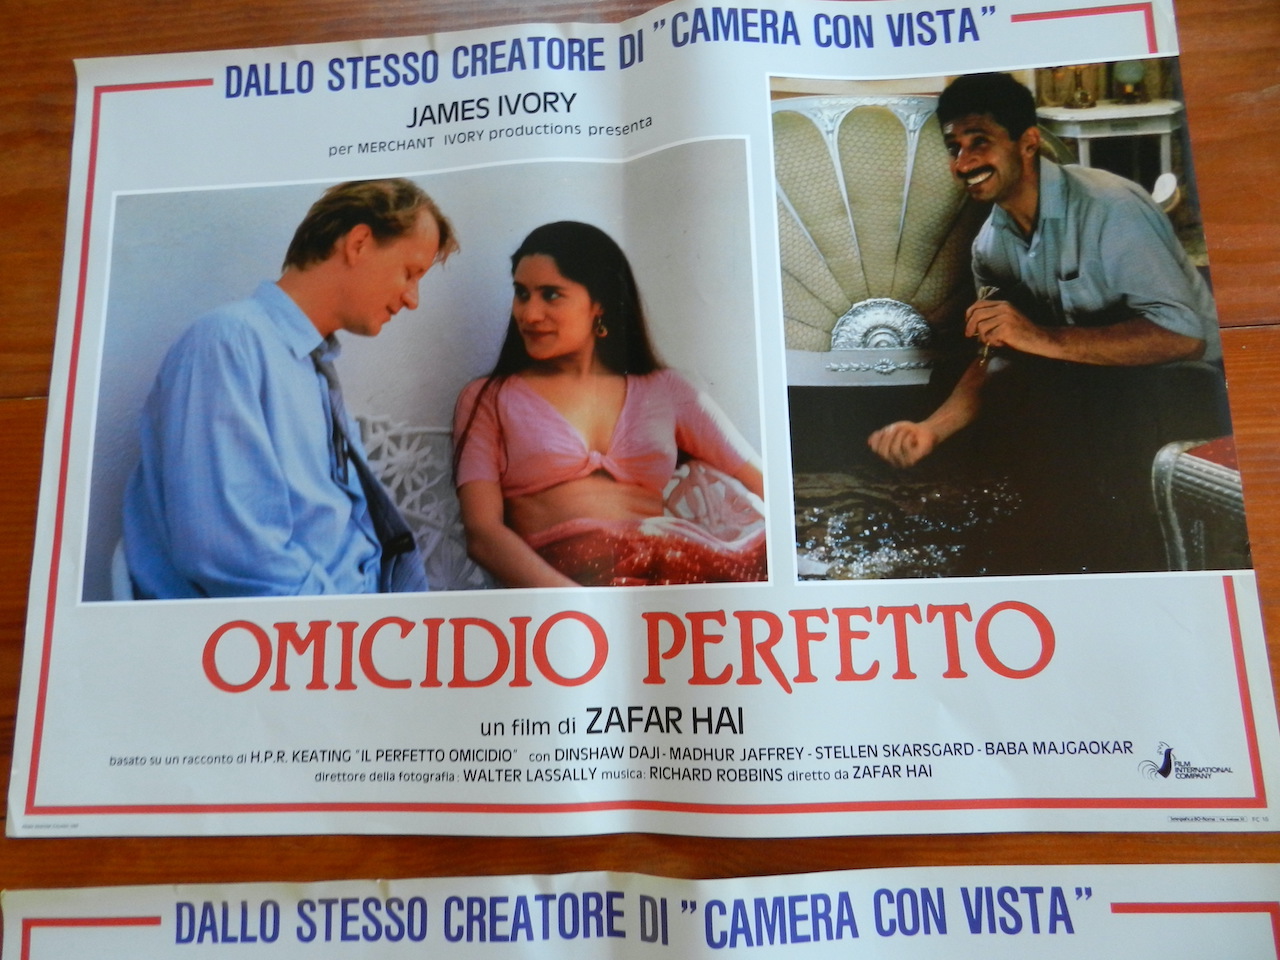 DALLO STESSO CREATORE DI "CAMERA CON VISTA"
JAMES IVORY
per MERCHANT IVORY productions presenta
OMICIDIO PERFETTO
un film di ZAFAR HAI
basato su un racconto di H.P.R. KEATING "IL PERFETTO OMICIDIO" con DINSHAW DAJI - MADHUR JAFFREY - STELLEN SKARSGARD - BABA MAJGAOKAR
direttore della fotografia: WALTER LASSALLY musica: RICHARD ROBBINS diretto da ZAFAR HAI
FILM
INTERNATIONAL
COMPANY
DALLO STESSO CREATORE DI "CAMERA CON VISTA"